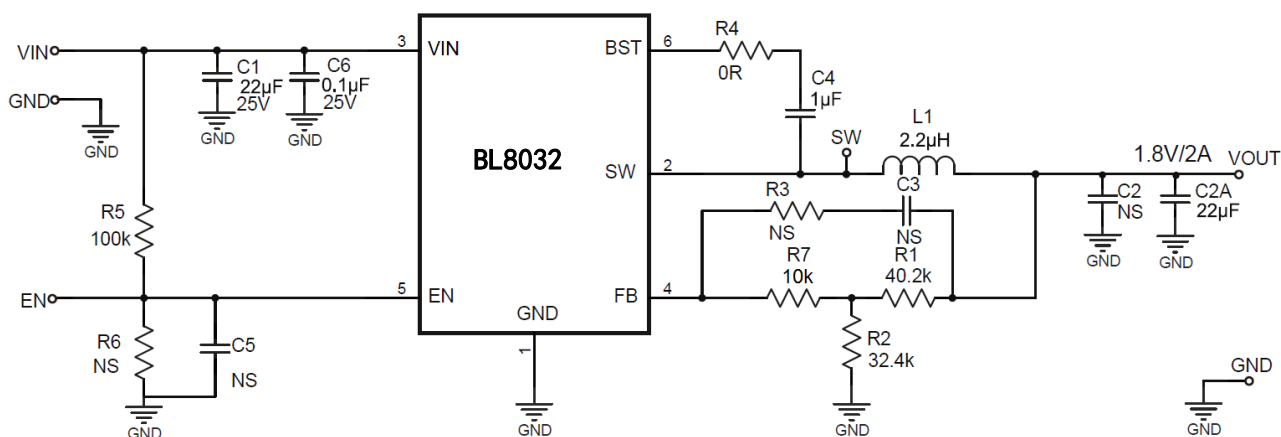 VIN
GND
GND
R5
100k
EN
R6
NS
C5
NS
GND
C1
22µF
25V
GND
C6
0.1µF
25V
GND
3
VIN
BL8032
BST
6
SW
2
5
EN
FB
4
GND
1
GND
R4
0R
C4
1µF
SW
L1
2.2µH
R3
NS
C3
NS
R7
10k
R1
40.2k
R2
32.4k
GND
1.8V/2A
VOUT
C2
NS
GND
C2A
22µF
GND
GND
GND